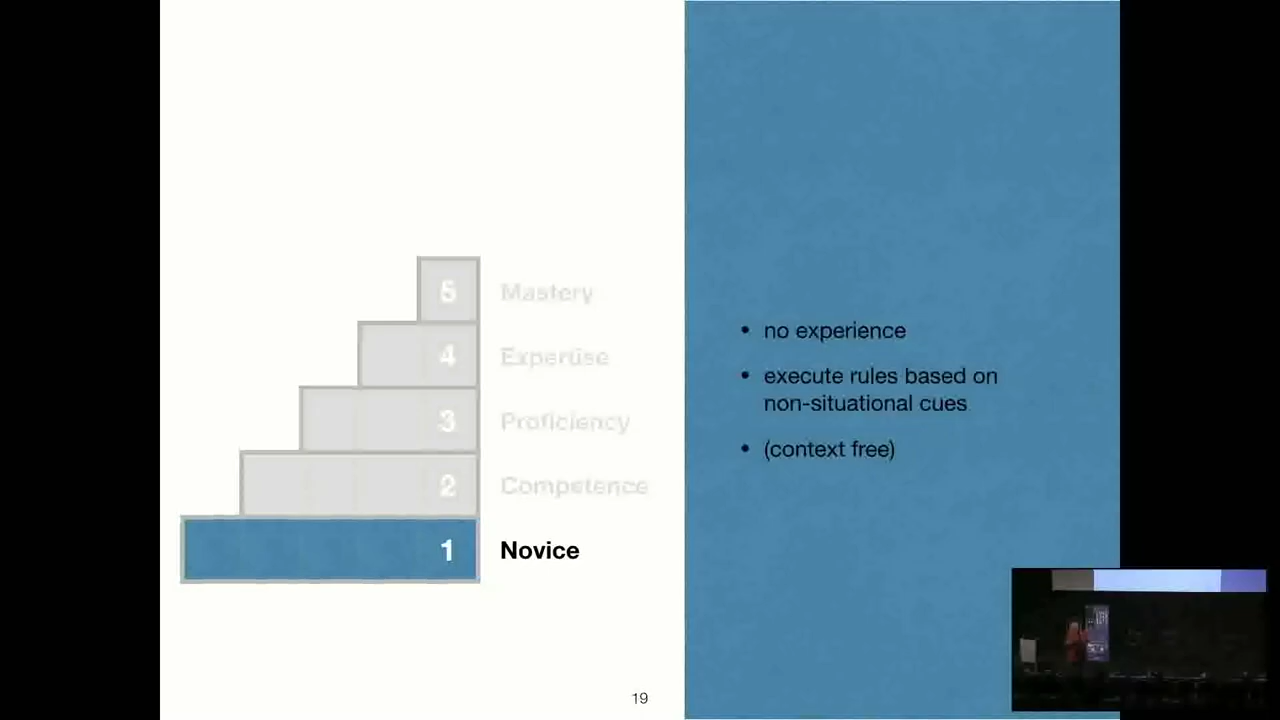 5 Mastery
4 Expertise
3 Proficiency
2 Competence
1 Novice
• no experience
• execute rules based on
non-situational cues
• (context free)
19